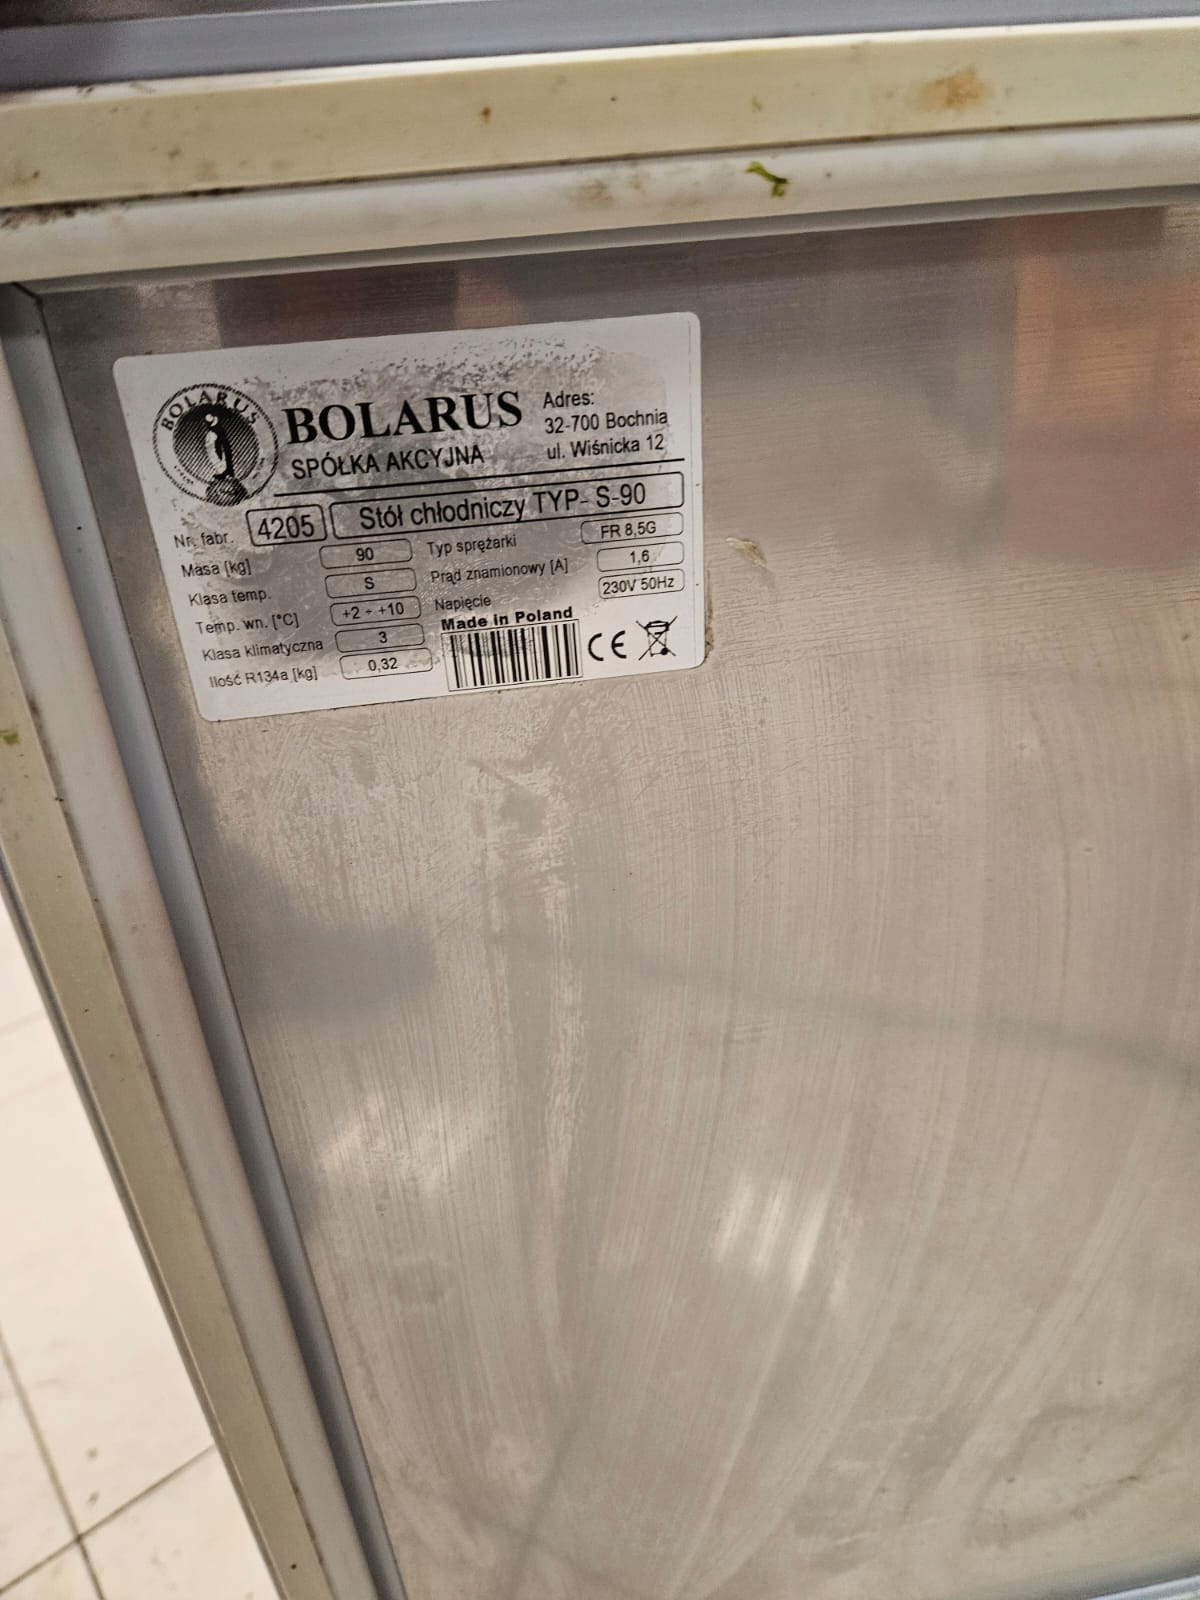 BOLARUS
BOLARUS
SPÓŁKA AKCYJNA
Adres:
32-700 Bochnia
ul. Wiśnicka 12
Nr. fabr. 4205 Stół chłodniczy TYP- S-90
Masa [kg] 90
Klasa temp. S
Temp. wn. [°C] +2 ÷ +10
Klasa klimatyczna 3
Ilość R134a [kg] 0,32
Typ sprężarki FR 8,5G
Prąd znamionowy [A] 1,6
Napięcie 230V 50Hz
Made in Poland
CE